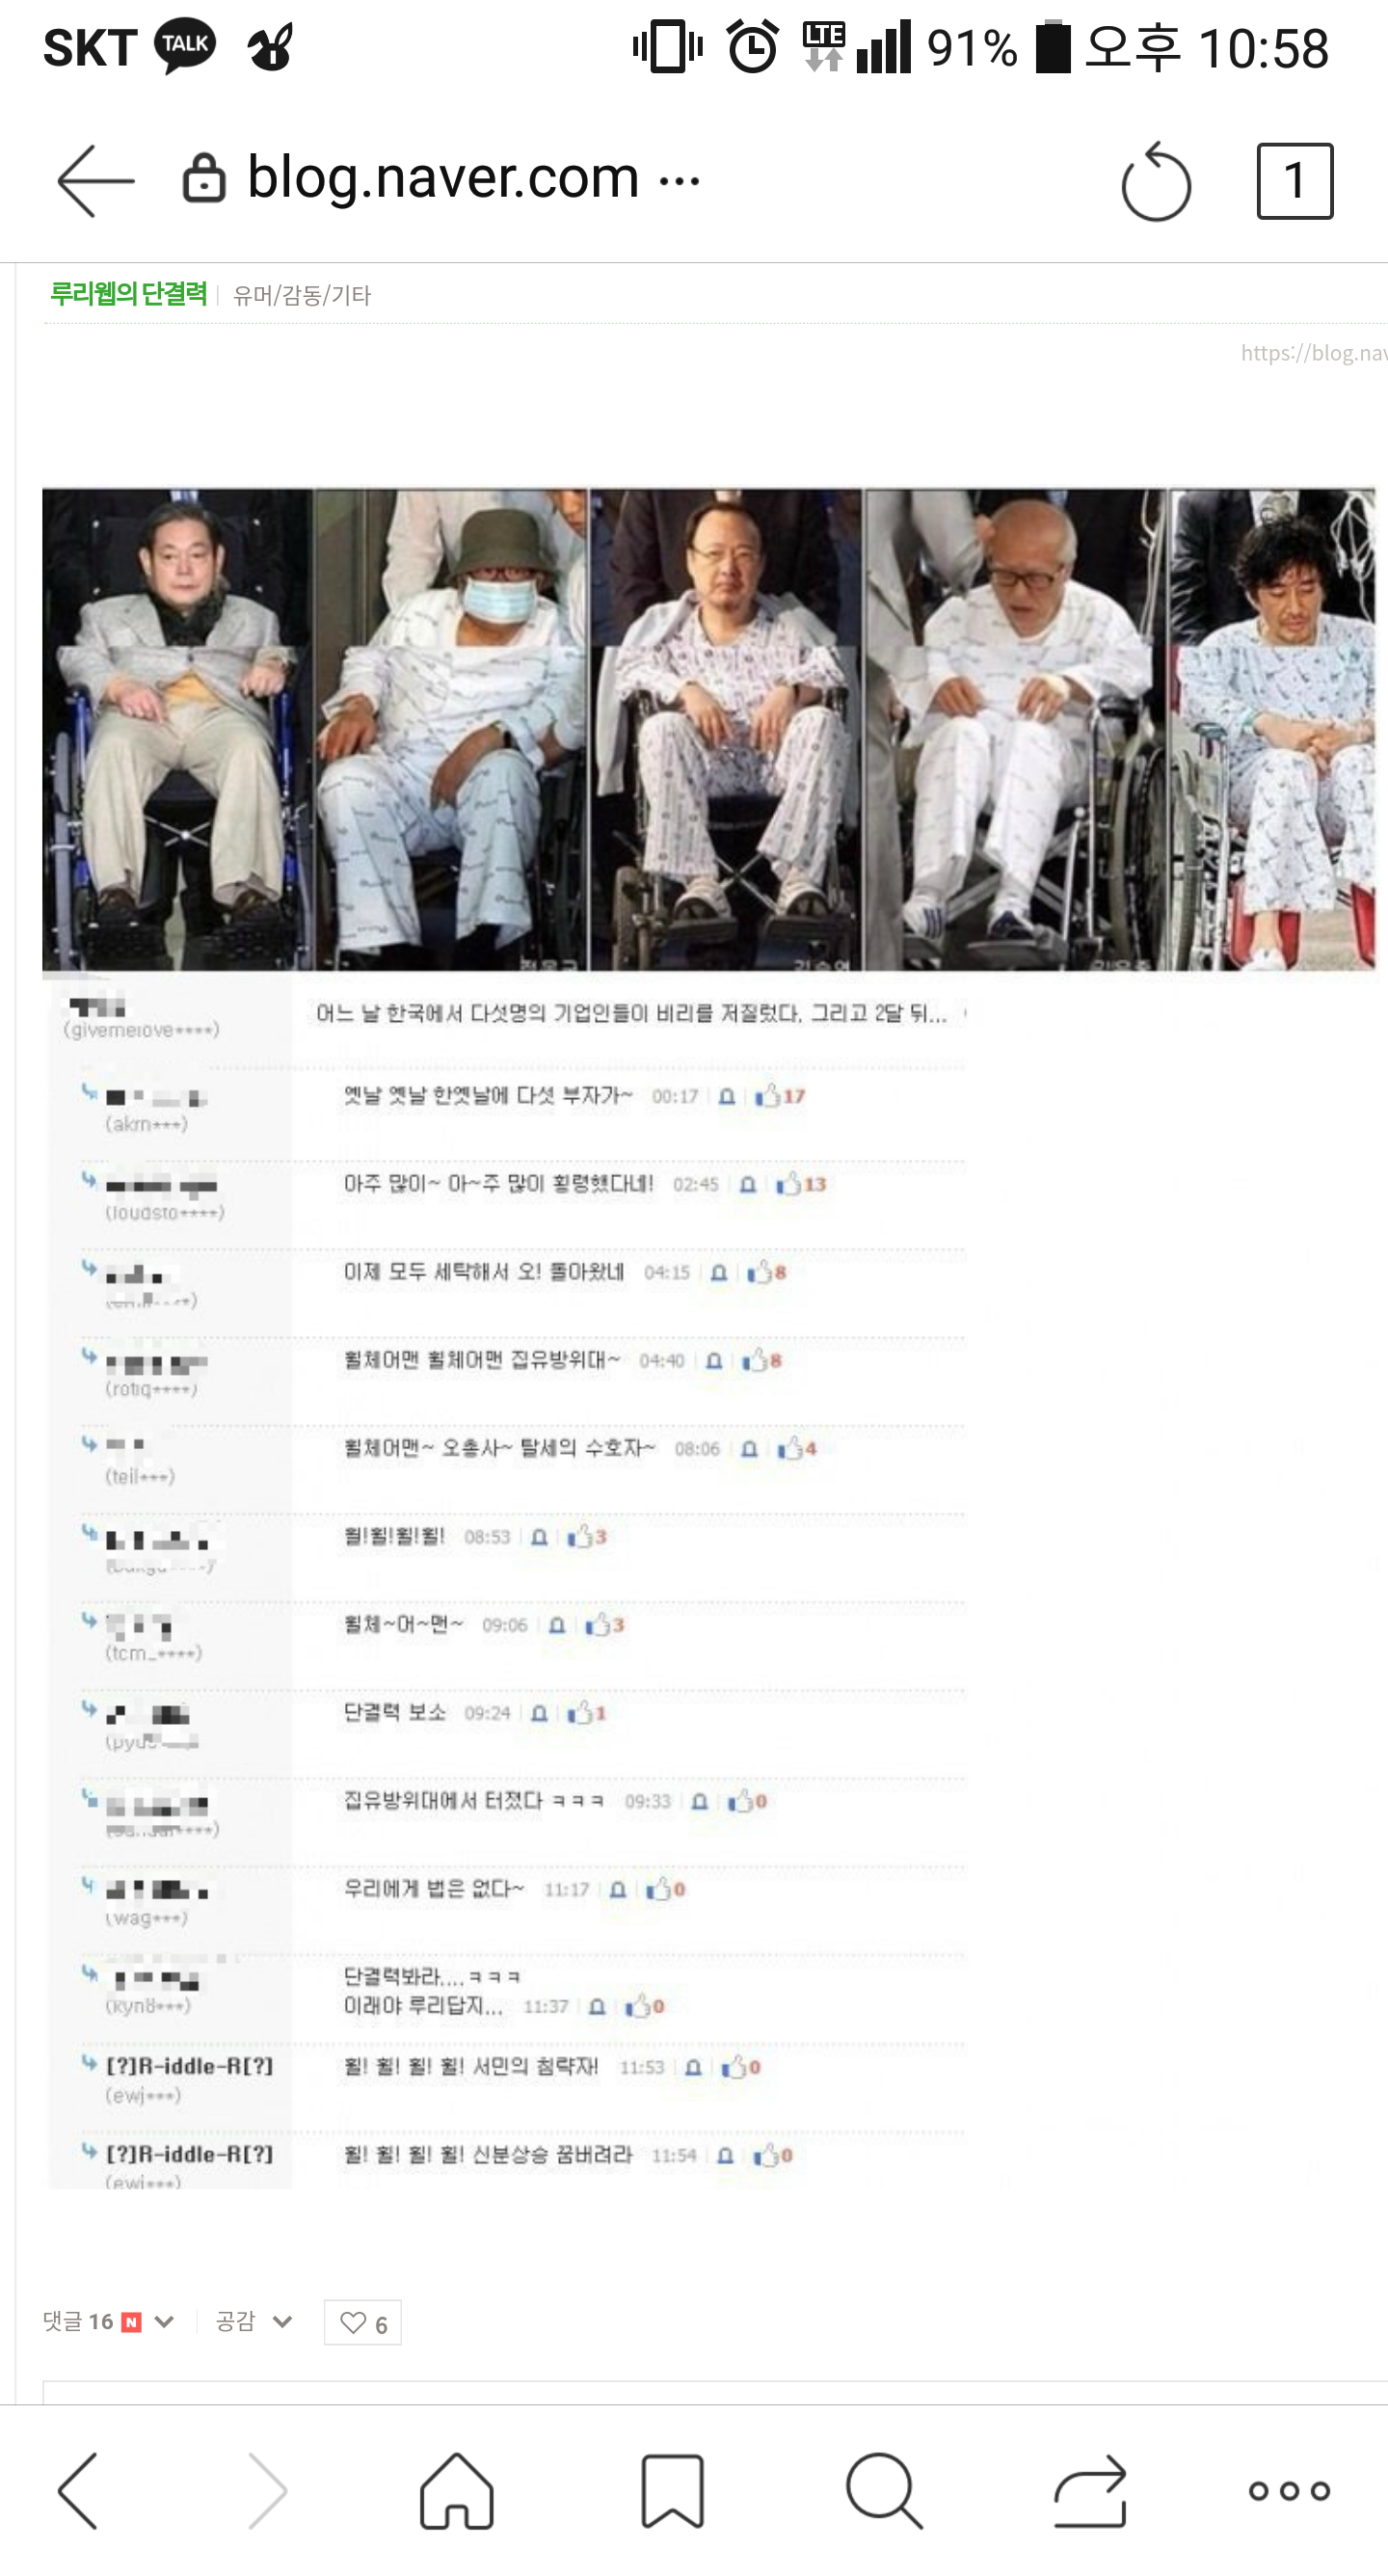 SKT TALK LTE 91% 오후 10:58
blog.naver.com ...
1
루리웹의 단결력 유머/감동/기타
https://blog.nav
(givemelove****)
어느 날 한국에서 다섯명의 기업인들이 비리를 저질렀다. 그리고 2달 뒤...
옛날 옛날 한옛날에 다섯 부자가~ 00:17 17
(akrn***)
아주 많이~ 아~주 많이 횡령했다네! 02:45 13
(loudsto****)
이제 모두 세탁해서 오! 돌아왔네 04:15 8
휠체어맨 휠체어맨 집유방위대~ 04:40 8
(rotiq****)
휠체어맨~ 오총사~ 탈세의 수호자~ 08:06 4
(teil***)
휠!휠!휠!휠! 08:53 3
휠체~어~맨~ 09:06 3
(tcm_****)
단결력 보소 09:24 1
집유방위대에서 터졌다 ㅋㅋㅋ 09:33 0
우리에게 법은 없다~ 11:17 0
(wag***)
단결력봐라....ㅋㅋㅋ
이래야 루리답지... 11:37 0
(kyn8***)
[?]R-iddle-R[?] 휠! 휠! 휠! 휠! 서민의 침략자! 11:53 0
(ewj***)
[?]R-iddle-R[?] 휠! 휠! 휠! 휠! 신분상승 꿈버려라 11:54 0
(ewj***)
댓글 16 N 공감 6